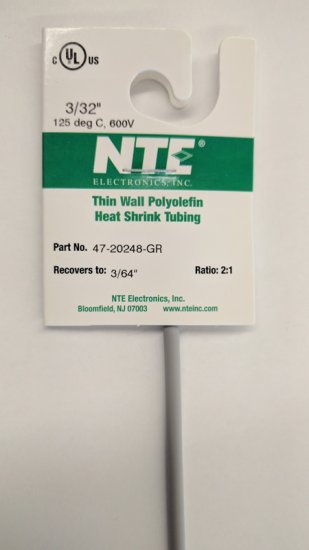 C UL US
3/32"
125 deg C, 600V
NTE®
ELECTRONICS, INC.
Thin Wall Polyolefin
Heat Shrink Tubing
Part No. 47-20248-GR
Recovers to: 3/64" Ratio: 2:1
NTE Electronics, Inc.
Bloomfield, NJ 07003 www.nteinc.com